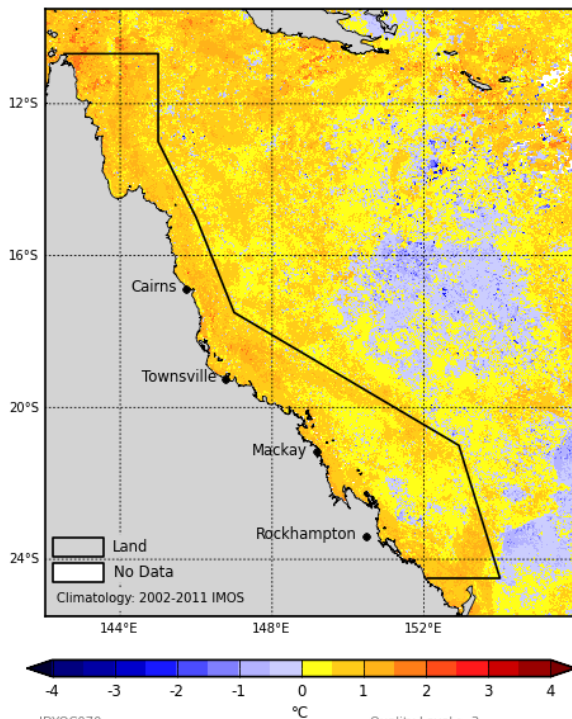 12°S
16°S
Cairns
Townsville
20°S
Mackay
Rockhampton
24°S
Land
No Data
Climatology: 2002-2011 IMOS
144°E 148°E 152°E
-4 -3 -2 -1 0 1 2 3 4
°C